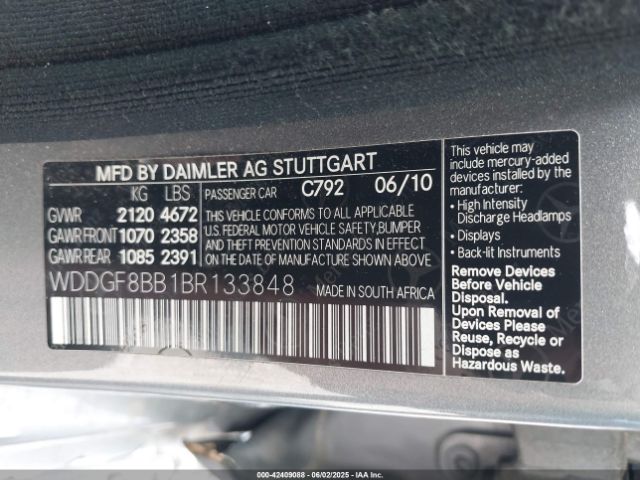 MFD BY DAIMLER AG STUTTGART
KG LBS
GVWR 2120 4672
GAWR FRONT 1070 2358
GAWR REAR 1085 2391
PASSENGER CAR C792 06/10
THIS VEHICLE CONFORMS TO ALL APPLICABLE
U.S. FEDERAL MOTOR VEHICLE SAFETY, BUMPER
AND THEFT PREVENTION STANDARDS IN EFFECT
ON THE DATE OF MANUFACTURE SHOWN ABOVE
WDDGF8BB1BR133848 MADE IN SOUTH AFRICA
This vehicle may
include mercury-added
devices installed by the
manufacturer:
• High Intensity
Discharge Headlamps
• Displays
• Back-lit Instruments
Remove Devices
Before Vehicle
Disposal.
Upon Removal of
Devices Please
Reuse, Recycle or
Dispose as
Hazardous Waste.
00-42409088 | 06/02/2025 - IAA Inc.